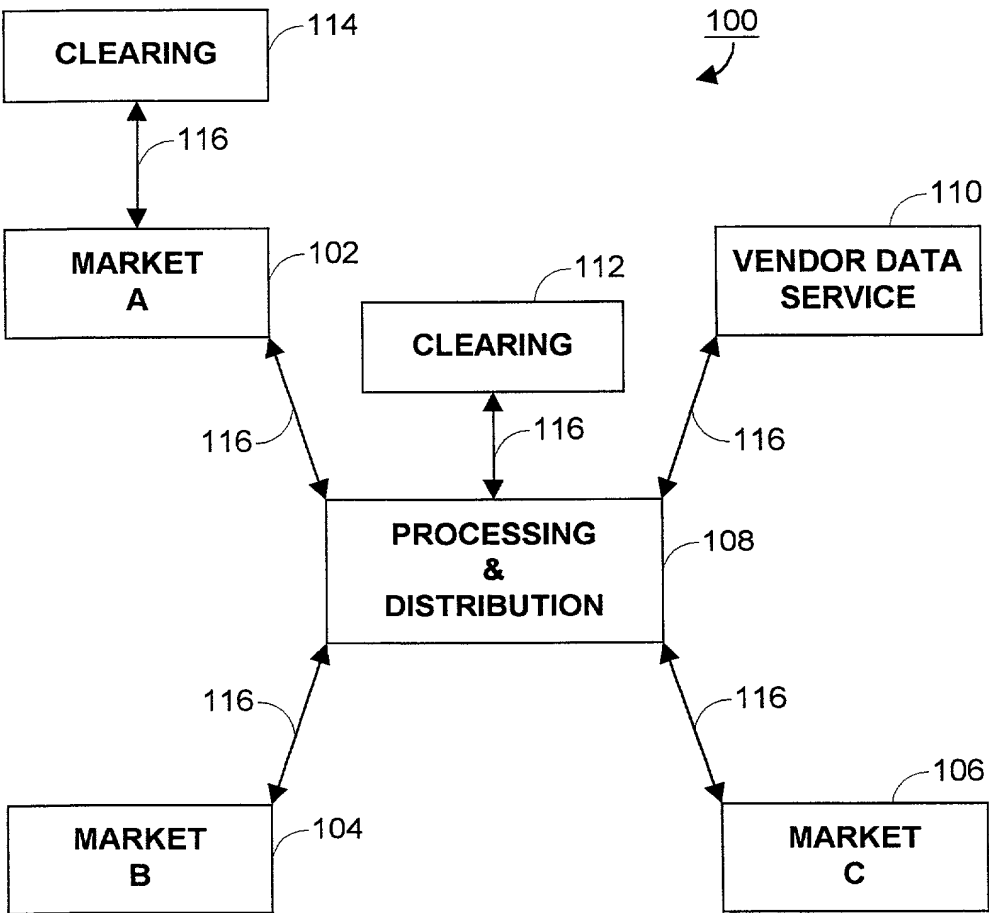 114
100
CLEARING
116
110
MARKET
A
102
VENDOR DATA
SERVICE
112
CLEARING
116
116
116
PROCESSING
&
DISTRIBUTION
108
116
116
106
MARKET
B
104
MARKET
C